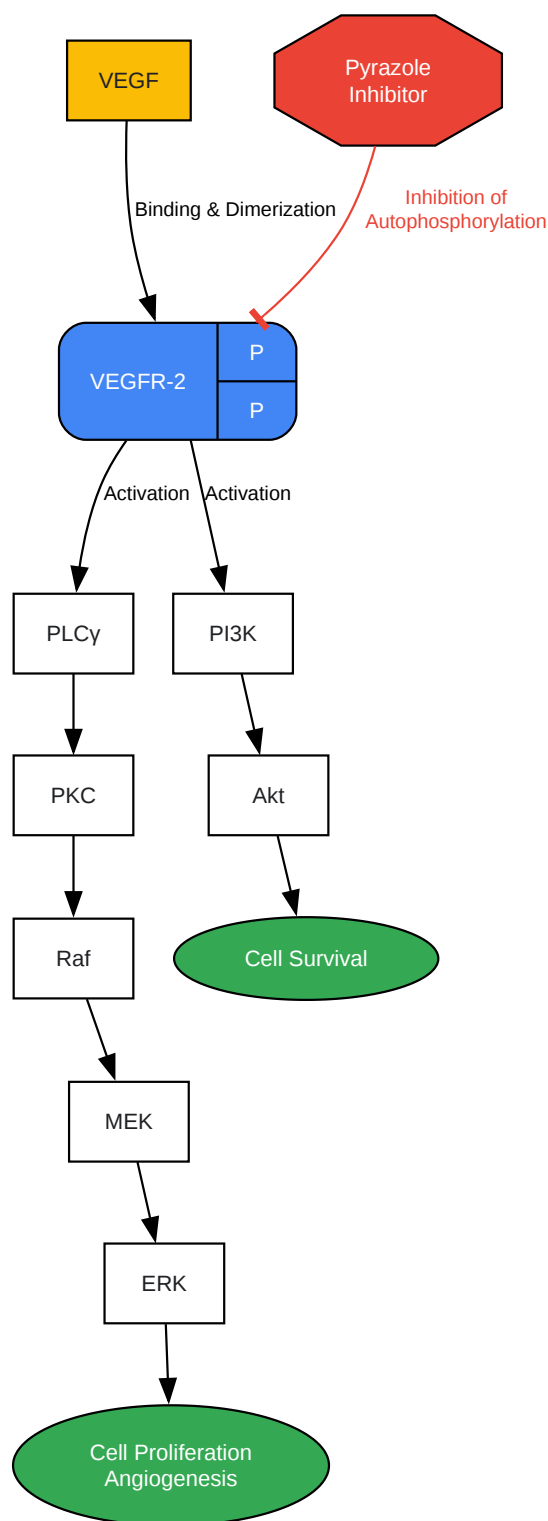 VEGF
Pyrazole
Inhibitor
Binding & Dimerization
Inhibition of
Autophosphorylation
VEGFR-2
P
P
Activation
Activation
PLCγ
PI3K
PKC
Akt
Raf
Cell Survival
MEK
ERK
Cell Proliferation
Angiogenesis